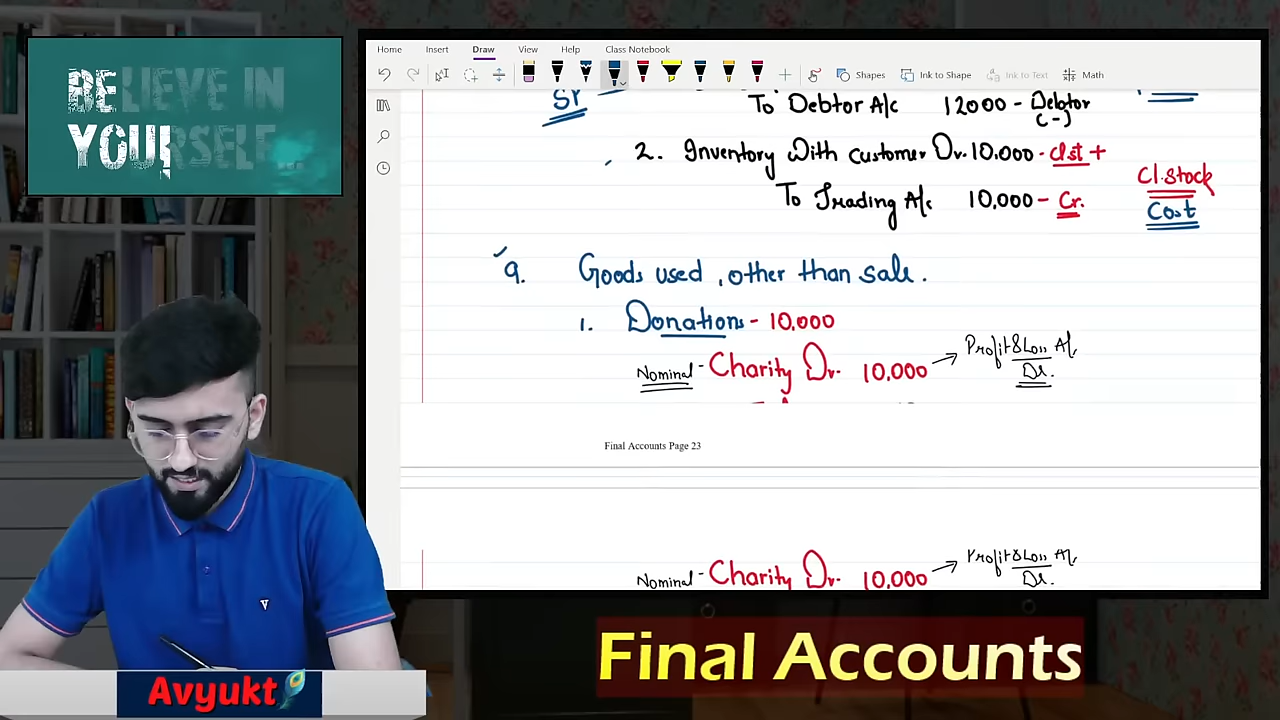 BELIEVE IN
YOURSELF...
Home Insert Draw View Help Class Notebook
Shapes Ink to Shape Ink to Text Math
SP
To Debtor A/c 12000 - Debtor
(-)
2. Inventory With Customer Dr. 10,000 - Cl.st +
To Trading A/c 10,000 - Cr.
Cl.Stock
Cost
9. Goods used, other than sale.
1. Donations - 10,000
Nominal - Charity Dr. 10,000 → Profit & Loss A/c
Dr.
Final Accounts Page 23
Nominal - Charity Dr. 10,000 → Profit & Loss A/c
Dr.
Final Accounts
Avyukt